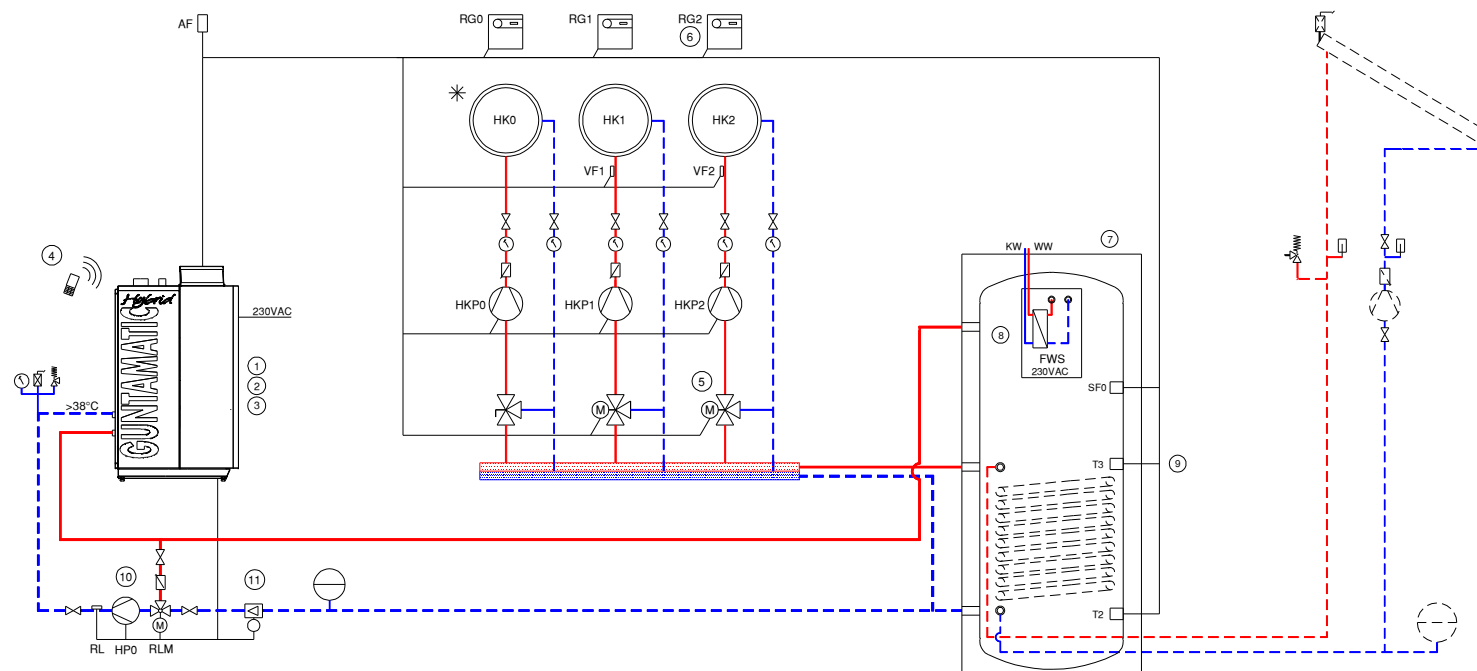 AF
RG0
RG1
RG2
6
HK0
HK1
HK2
VF1
VF2
4
Hybrid
GUNTAMATIC
230VAC
1
2
3
>38°C
HKP0
HKP1
HKP2
5
M
M
KW
WW
7
8
FWS
230VAC
SF0
T3
9
T2
10
11
M
RL
HP0
RLM